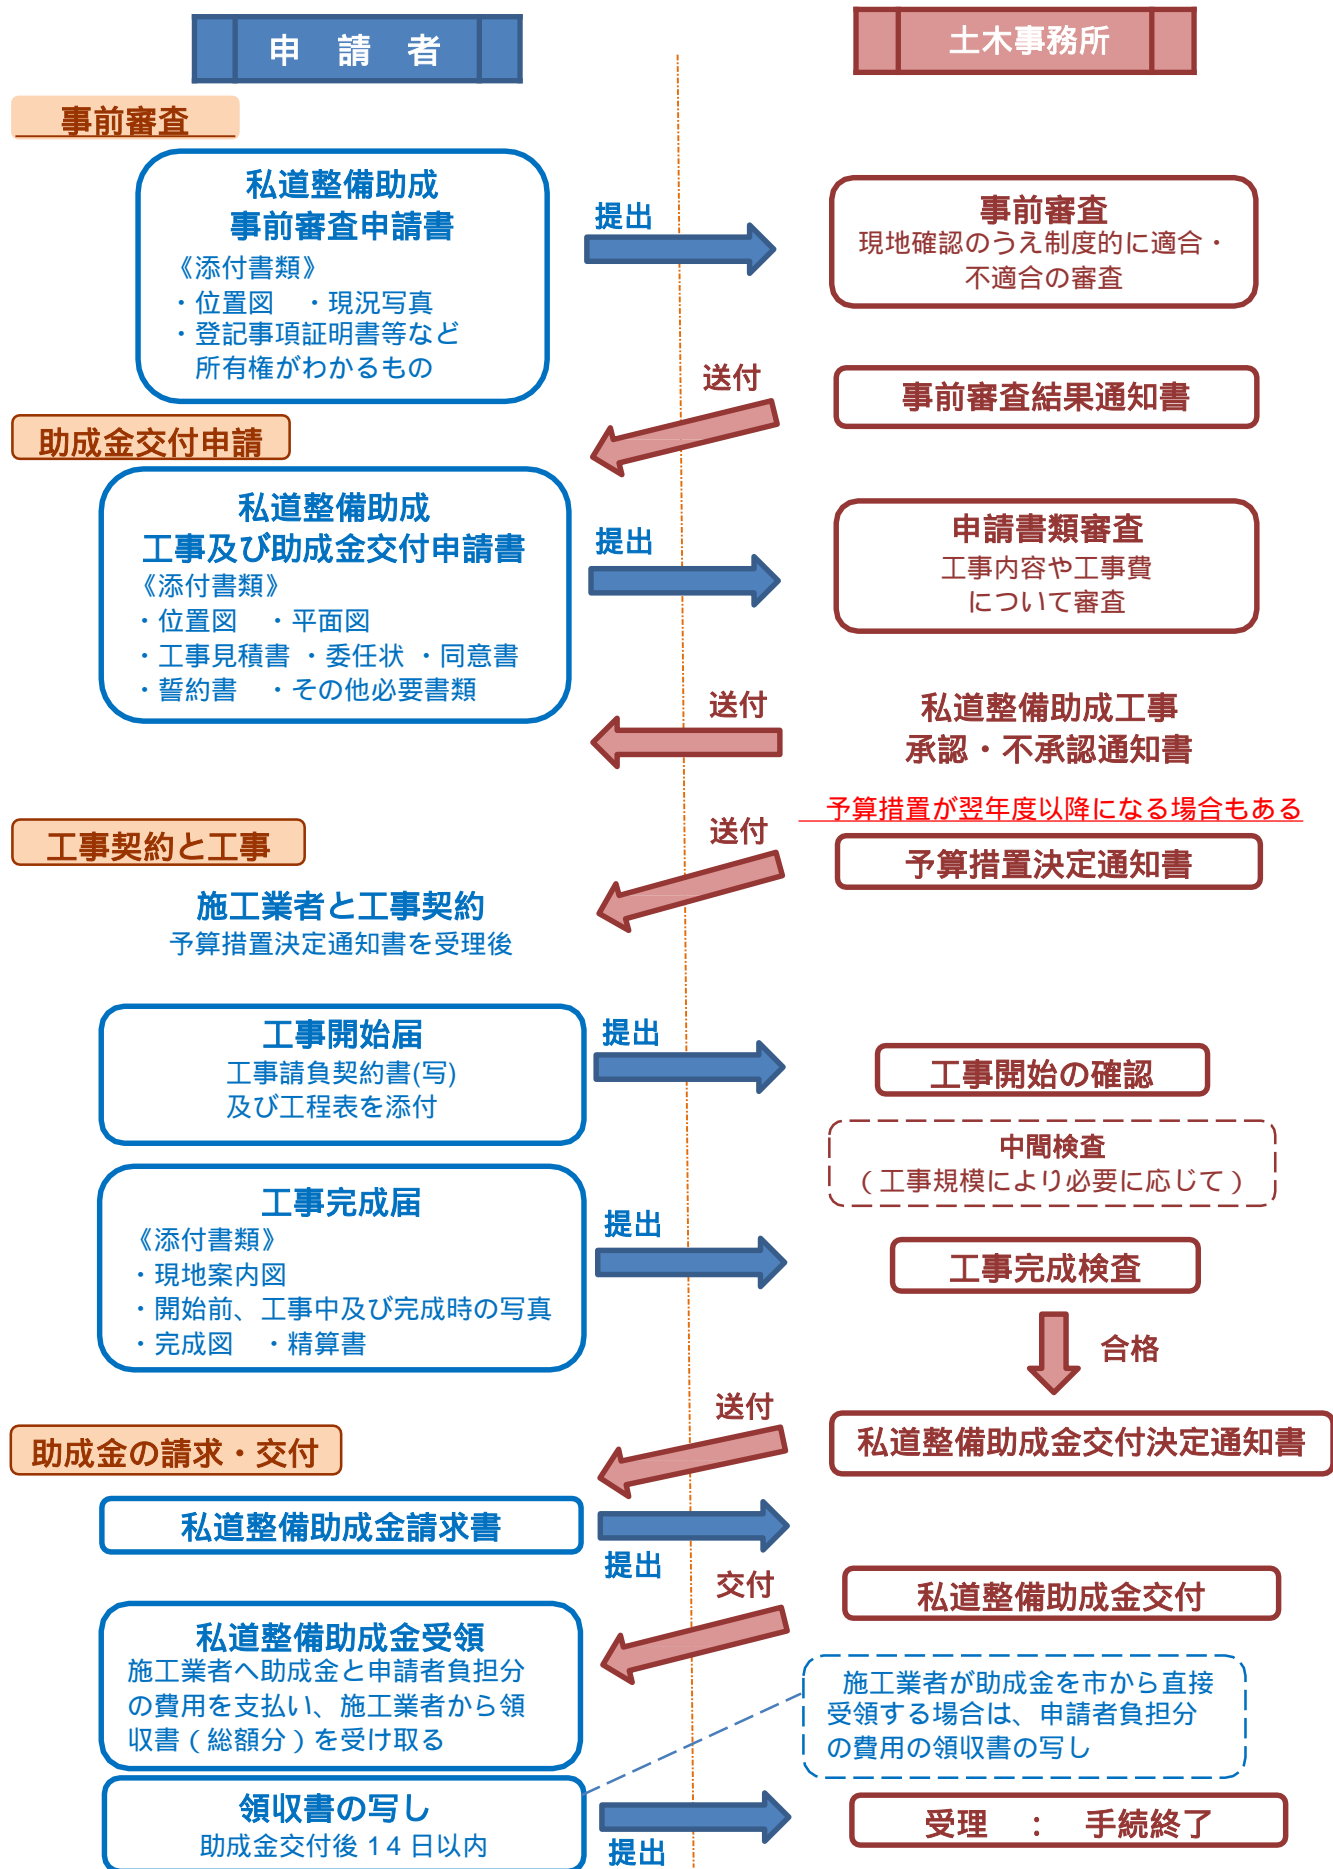 申　請　者
土木事務所
事前審査
私道整備助成
事前審査申請書
《添付書類》
・位置図　・現況写真
・登記事項証明書等など
所有権がわかるもの
提出
事前審査
現地確認のうえ制度的に適合・
不適合の審査
送付
事前審査結果通知書
助成金交付申請
私道整備助成
工事及び助成金交付申請書
《添付書類》
・位置図　・平面図
・工事見積書 ・委任状 ・同意書
・誓約書　・その他必要書類
提出
申請書類審査
工事内容や工事費
について審査
送付
私道整備助成工事
承認・不承認通知書
予算措置が翌年度以降になる場合もある
工事契約と工事
送付
予算措置決定通知書
施工業者と工事契約
予算措置決定通知書を受理後
工事開始届
工事請負契約書(写)
及び工程表を添付
提出
工事開始の確認
中間検査
（工事規模により必要に応じて）
工事完成届
《添付書類》
・現地案内図
・開始前、工事中及び完成時の写真
・完成図　・精算書
提出
工事完成検査
合格
送付
私道整備助成金交付決定通知書
助成金の請求・交付
私道整備助成金請求書
提出
交付
私道整備助成金交付
私道整備助成金受領
施工業者へ助成金と申請者負担分
の費用を支払い、施工業者から領
収書（総額分）を受け取る
施工業者が助成金を市から直接
受領する場合は、申請者負担分
の費用の領収書の写し
領収書の写し
助成金交付後 14 日以内
提出
受理　：　手続終了